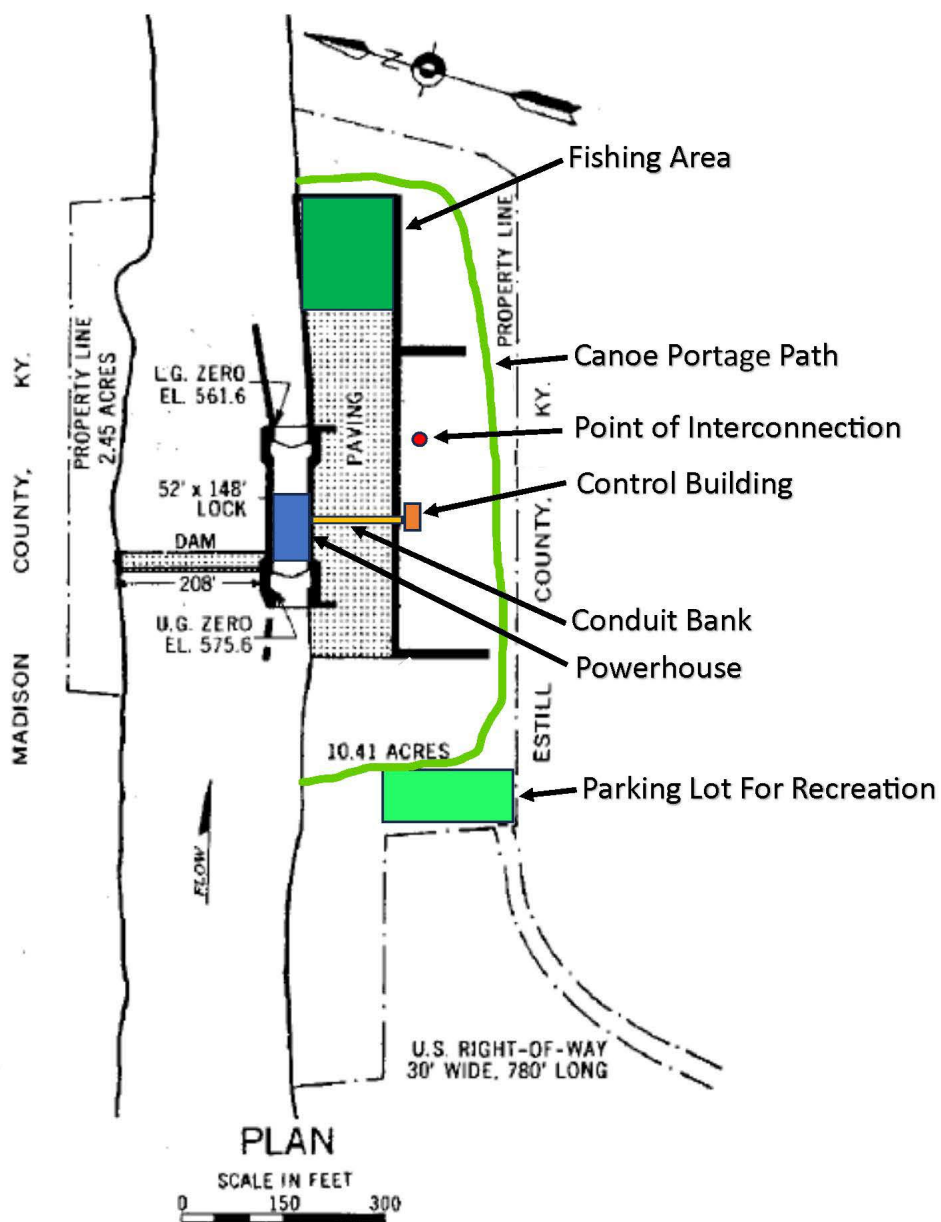 N
Fishing Area
PROPERTY LINE
PROPERTY LINE
2.45 ACRES
Canoe Portage Path
L.G. ZERO
EL. 561.6
PAVING
Point of Interconnection
Control Building
52' x 148'
LOCK
DAM
208'
U.G. ZERO
EL. 575.6
Conduit Bank
Powerhouse
MADISON COUNTY, KY.
ESTILL COUNTY, KY.
10.41 ACRES
Parking Lot For Recreation
FLOW
U.S. RIGHT-OF-WAY
30' WIDE, 780' LONG
PLAN
SCALE IN FEET
0 150 300